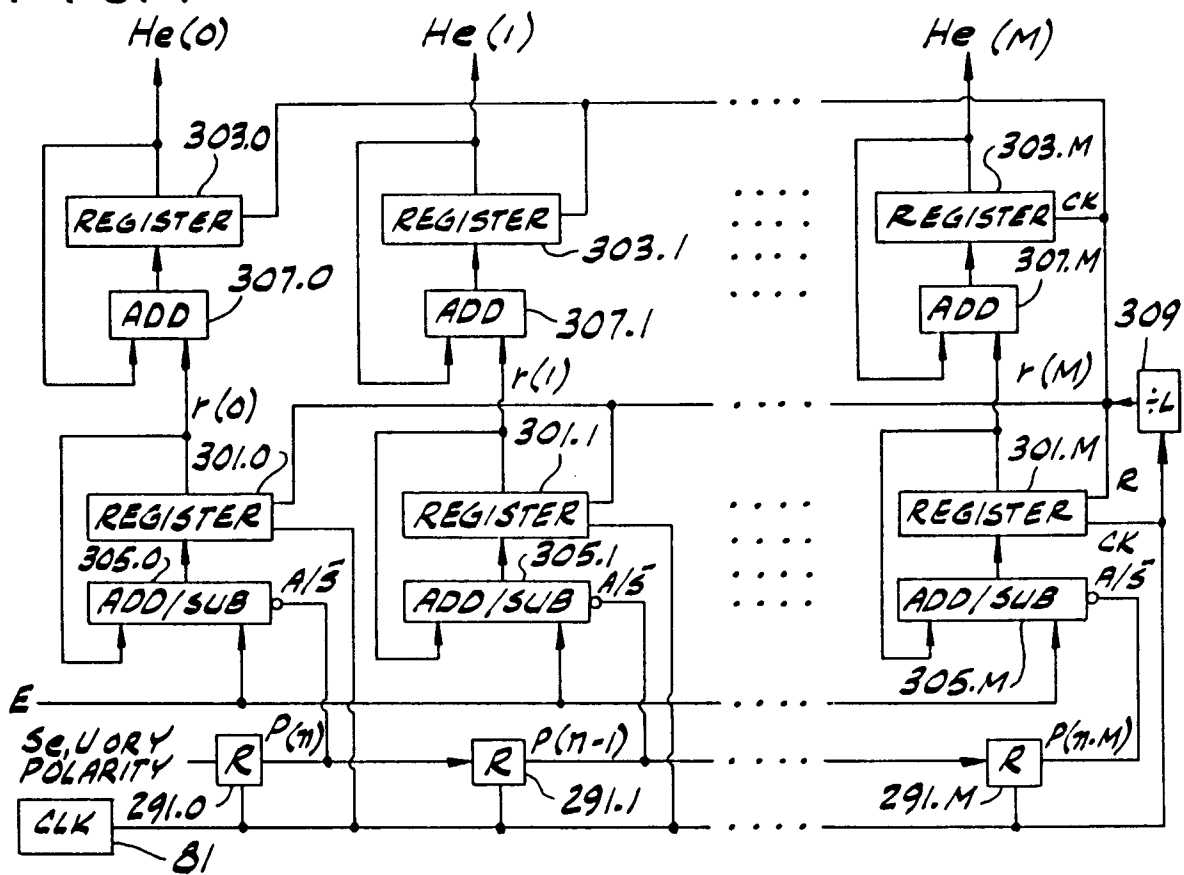 He(0) He(1) He(M)
303.0 303.M
REGISTER REGISTER REGISTER CK
303.1
307.0 307.M
ADD ADD ADD 309
307.1
r(0) r(1) r(M) ÷L
301.0 301.1 301.M
REGISTER REGISTER REGISTER R
CK
305.0 305.1
ADD/SUB A/S̄ ADD/SUB A/S̄ ADD/SUB A/S̄
305.M
E
Se,U OR Y
POLARITY R P(n) R P(n-1) R P(n-M)
291.0 291.1 291.M
CLK
81